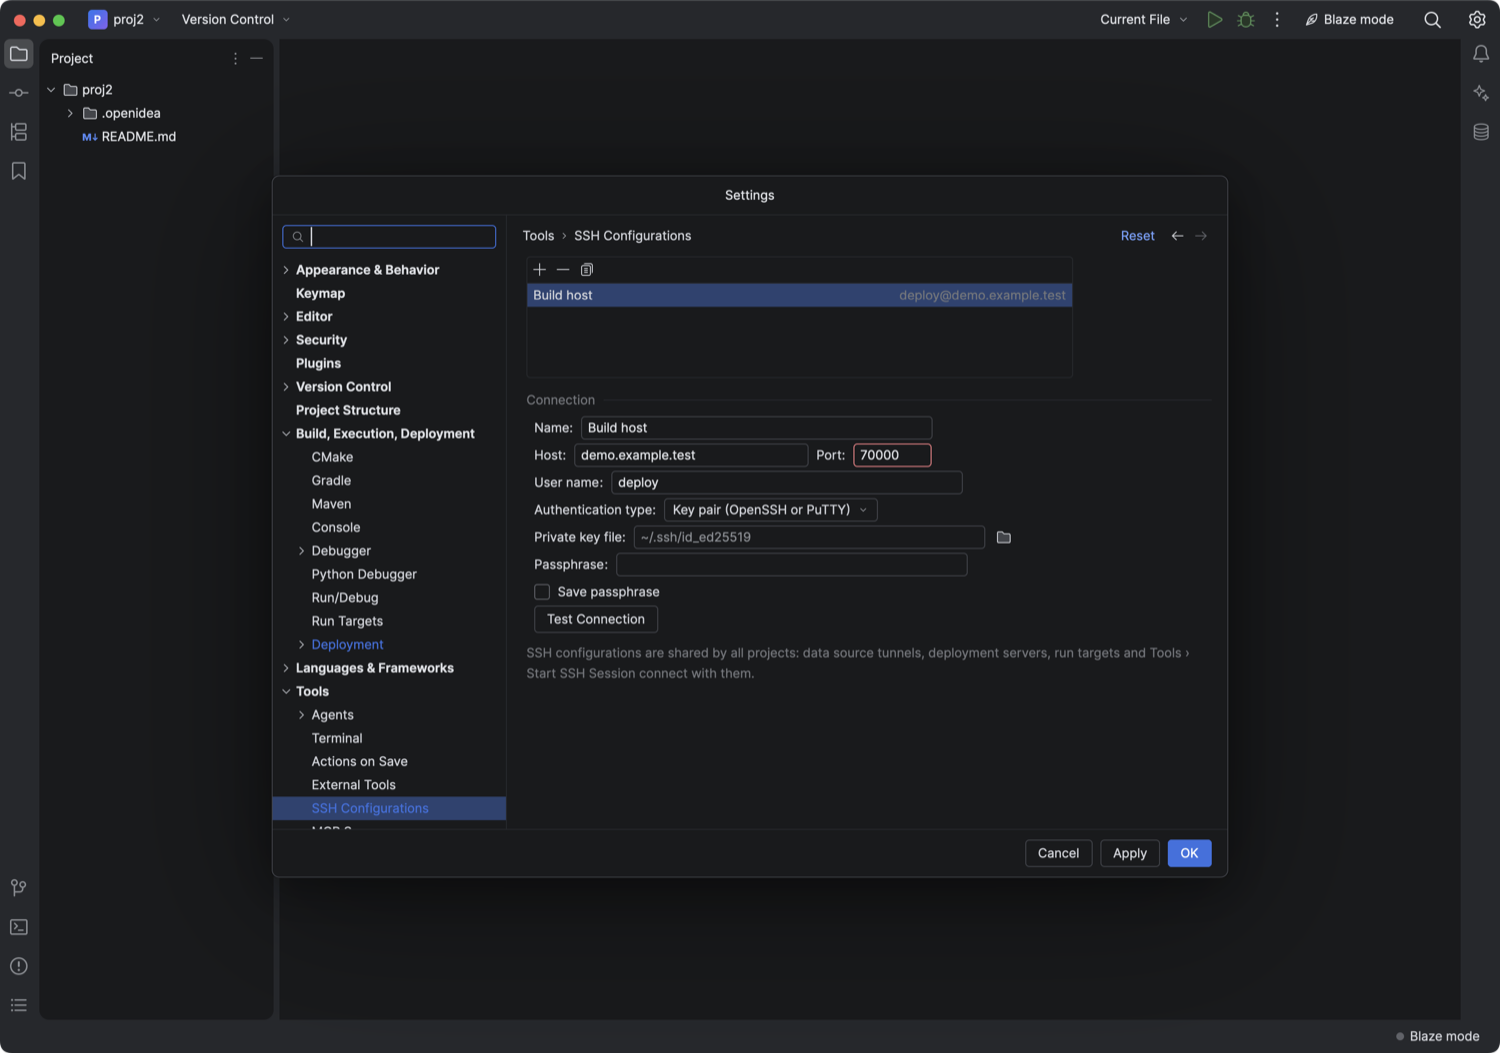 P proj2 Version Control Current File Blaze mode
Project
proj2
.openidea
M↓ README.md
Settings
Tools › SSH Configurations Reset
Appearance & Behavior
Keymap
Editor
Security
Plugins
Version Control
Project Structure
Build, Execution, Deployment
CMake
Gradle
Maven
Console
Debugger
Python Debugger
Run/Debug
Run Targets
Deployment
Languages & Frameworks
Tools
Agents
Terminal
Actions on Save
External Tools
SSH Configurations
Build host deploy@demo.example.test
Connection
Name: Build host
Host: demo.example.test Port: 70000
User name: deploy
Authentication type: Key pair (OpenSSH or PuTTY)
Private key file: ~/.ssh/id_ed25519
Passphrase:
Save passphrase
Test Connection
SSH configurations are shared by all projects: data source tunnels, deployment servers, run targets and Tools ›
Start SSH Session connect with them.
Cancel Apply OK
Blaze mode